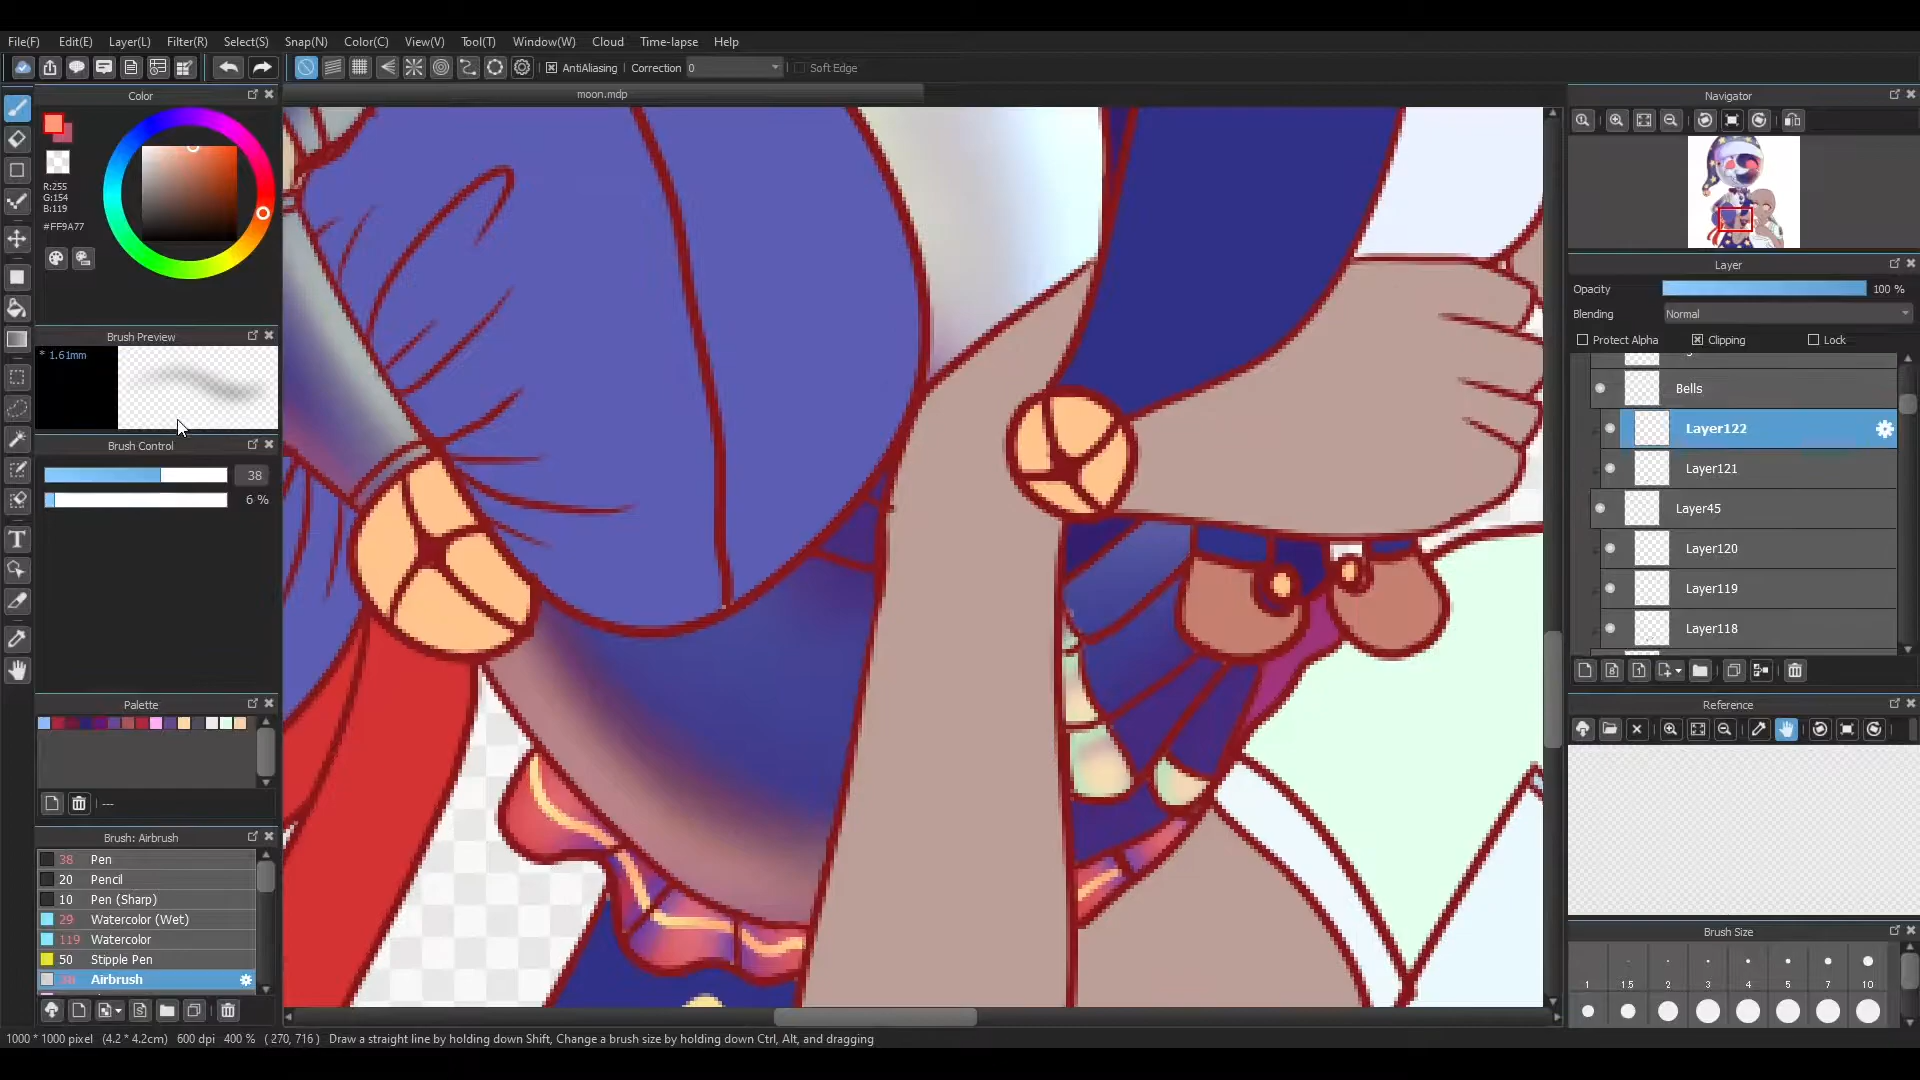 File(F) Edit(E) Layer(L) Filter(R) Select(S) Snap(N) Color(C) View(V) Tool(T) Window(W) Cloud Time-lapse Help
AntiAliasing Correction 0 Soft Edge
Color
moon.mdp
R:255
G:154
B:119
#FF9A77
Brush Preview
* 1.61mm
Brush Control
38
6 %
Palette
---
Brush: Airbrush
38 Pen
20 Pencil
10 Pen (Sharp)
29 Watercolor (Wet)
119 Watercolor
50 Stipple Pen
38 Airbrush
Navigator
Layer
Opacity 100 %
Blending Normal
Protect Alpha Clipping Lock
Bells
Layer122
Layer121
Layer45
Layer120
Layer119
Layer118
Reference
Brush Size
1 1.5 2 3 4 5 7 10
1000 * 1000 pixel (4.2 * 4.2cm) 600 dpi 400 % ( 270, 716 ) Draw a straight line by holding down Shift, Change a brush size by holding down Ctrl, Alt, and dragging